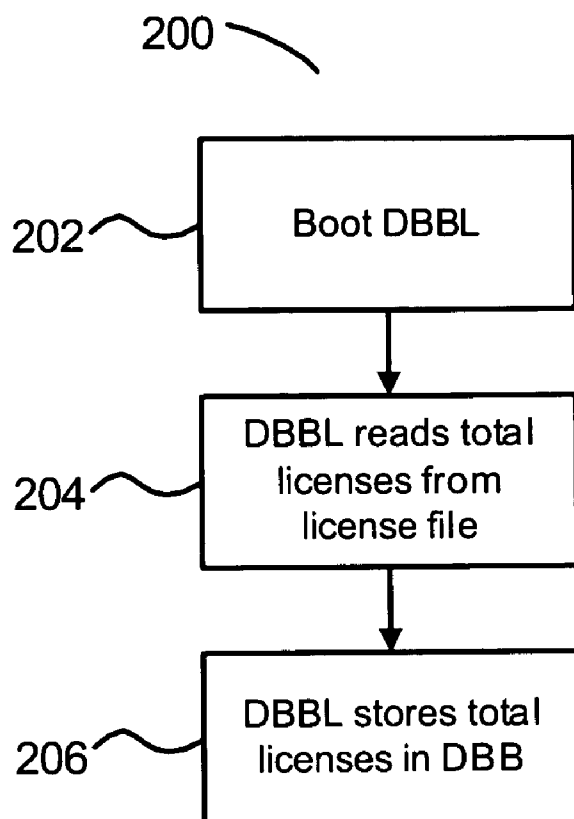 200
202
Boot DBBL
204
DBBL reads total
licenses from
license file
206
DBBL stores total
licenses in DBB